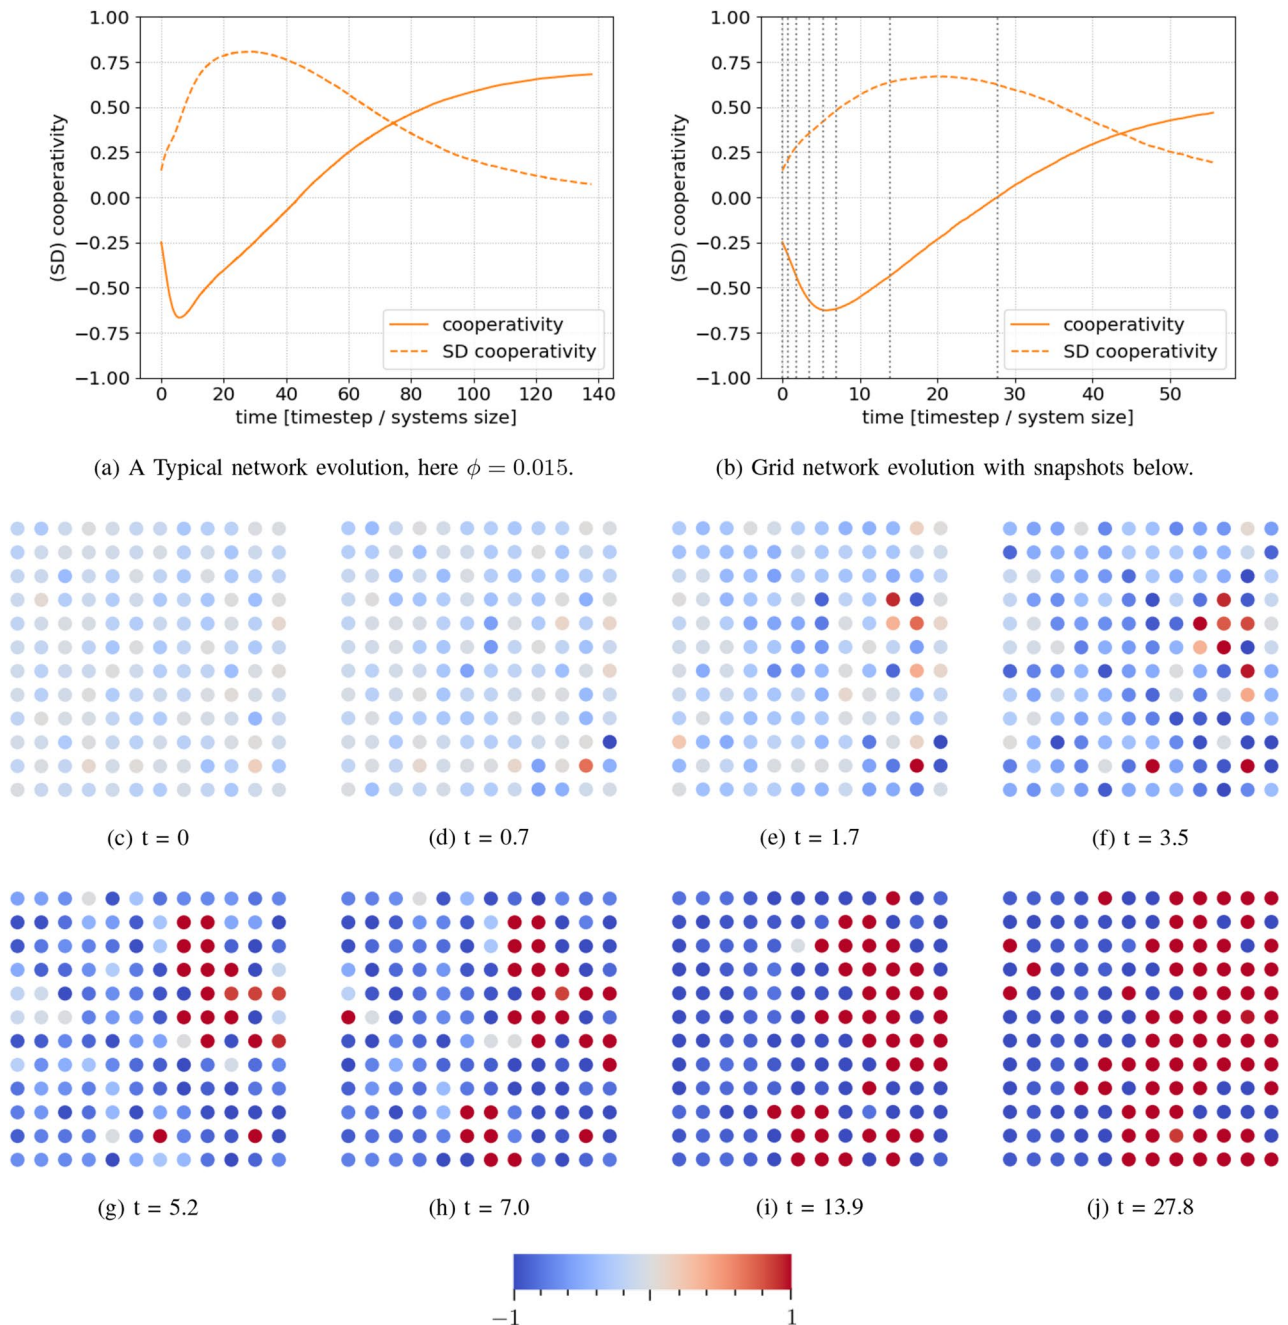 1.00
0.75
0.50
0.25
0.00
−0.25
−0.50
−0.75
−1.00
(SD) cooperativity
cooperativity
SD cooperativity
0 20 40 60 80 100 120 140
time [timestep / systems size]
(a) A Typical network evolution, here ϕ = 0.015.
1.00
0.75
0.50
0.25
0.00
−0.25
−0.50
−0.75
−1.00
(SD) cooperativity
cooperativity
SD cooperativity
0 10 20 30 40 50
time [timestep / system size]
(b) Grid network evolution with snapshots below.
(c) t = 0
(d) t = 0.7
(e) t = 1.7
(f) t = 3.5
(g) t = 5.2
(h) t = 7.0
(i) t = 13.9
(j) t = 27.8
−1 1